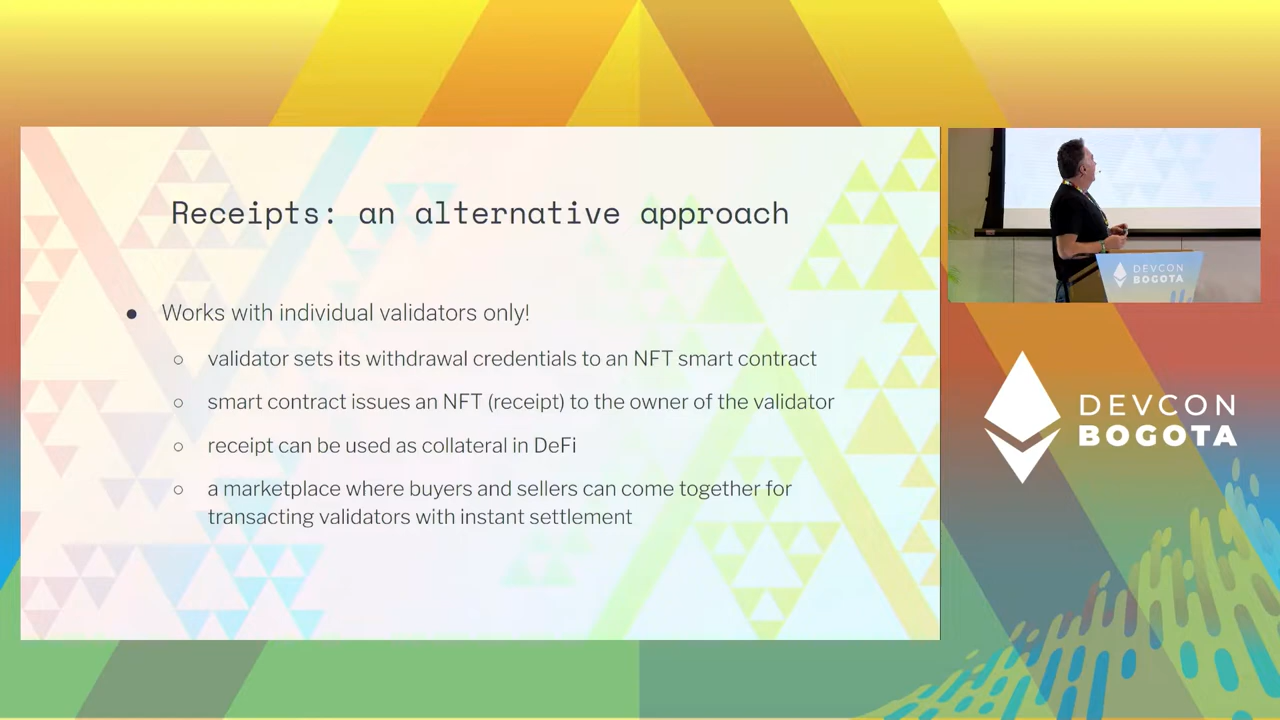 Receipts: an alternative approach
● Works with individual validators only!
○ validator sets its withdrawal credentials to an NFT smart contract
○ smart contract issues an NFT (receipt) to the owner of the validator
○ receipt can be used as collateral in DeFi
○ a marketplace where buyers and sellers can come together for
transacting validators with instant settlement
DEVCON
BOGOTA
DEVCON
BOGOTA